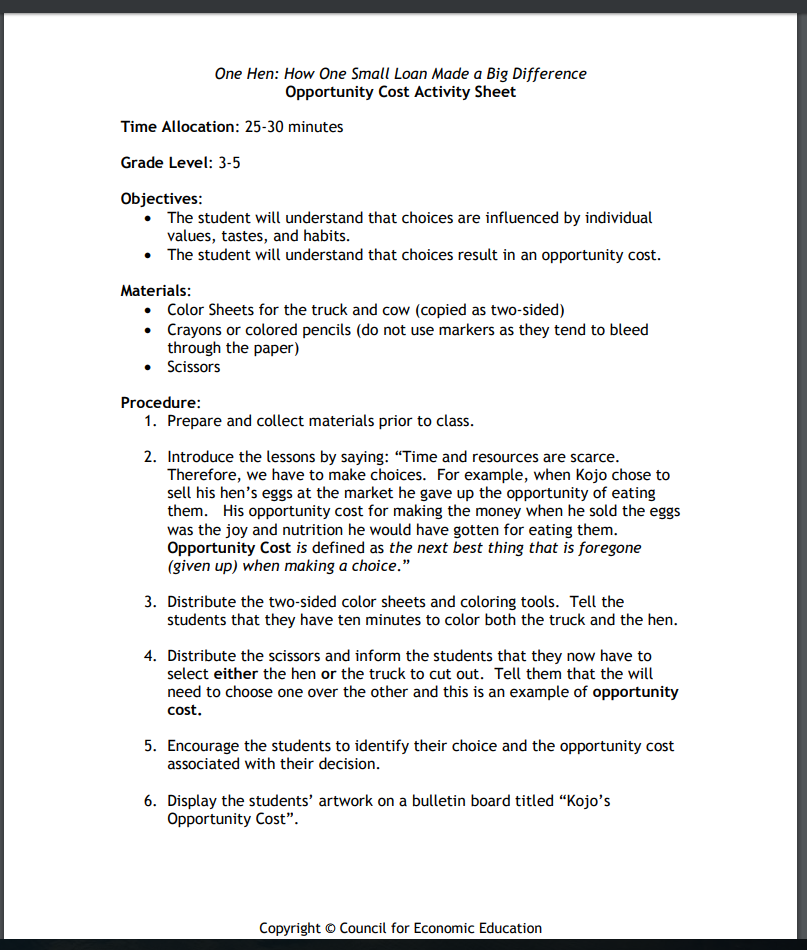 One Hen: How One Small Loan Made a Big Difference
Opportunity Cost Activity Sheet
Time Allocation: 25-30 minutes
Grade Level: 3-5
Objectives:
• The student will understand that choices are influenced by individual
values, tastes, and habits.
• The student will understand that choices result in an opportunity cost.
Materials:
• Color Sheets for the truck and cow (copied as two-sided)
• Crayons or colored pencils (do not use markers as they tend to bleed
through the paper)
• Scissors
Procedure:
1. Prepare and collect materials prior to class.
2. Introduce the lessons by saying: “Time and resources are scarce.
Therefore, we have to make choices. For example, when Kojo chose to
sell his hen’s eggs at the market he gave up the opportunity of eating
them. His opportunity cost for making the money when he sold the eggs
was the joy and nutrition he would have gotten for eating them.
Opportunity Cost is defined as the next best thing that is foregone
(given up) when making a choice.”
3. Distribute the two-sided color sheets and coloring tools. Tell the
students that they have ten minutes to color both the truck and the hen.
4. Distribute the scissors and inform the students that they now have to
select either the hen or the truck to cut out. Tell them that the will
need to choose one over the other and this is an example of opportunity
cost.
5. Encourage the students to identify their choice and the opportunity cost
associated with their decision.
6. Display the students’ artwork on a bulletin board titled “Kojo’s
Opportunity Cost”.
Copyright © Council for Economic Education